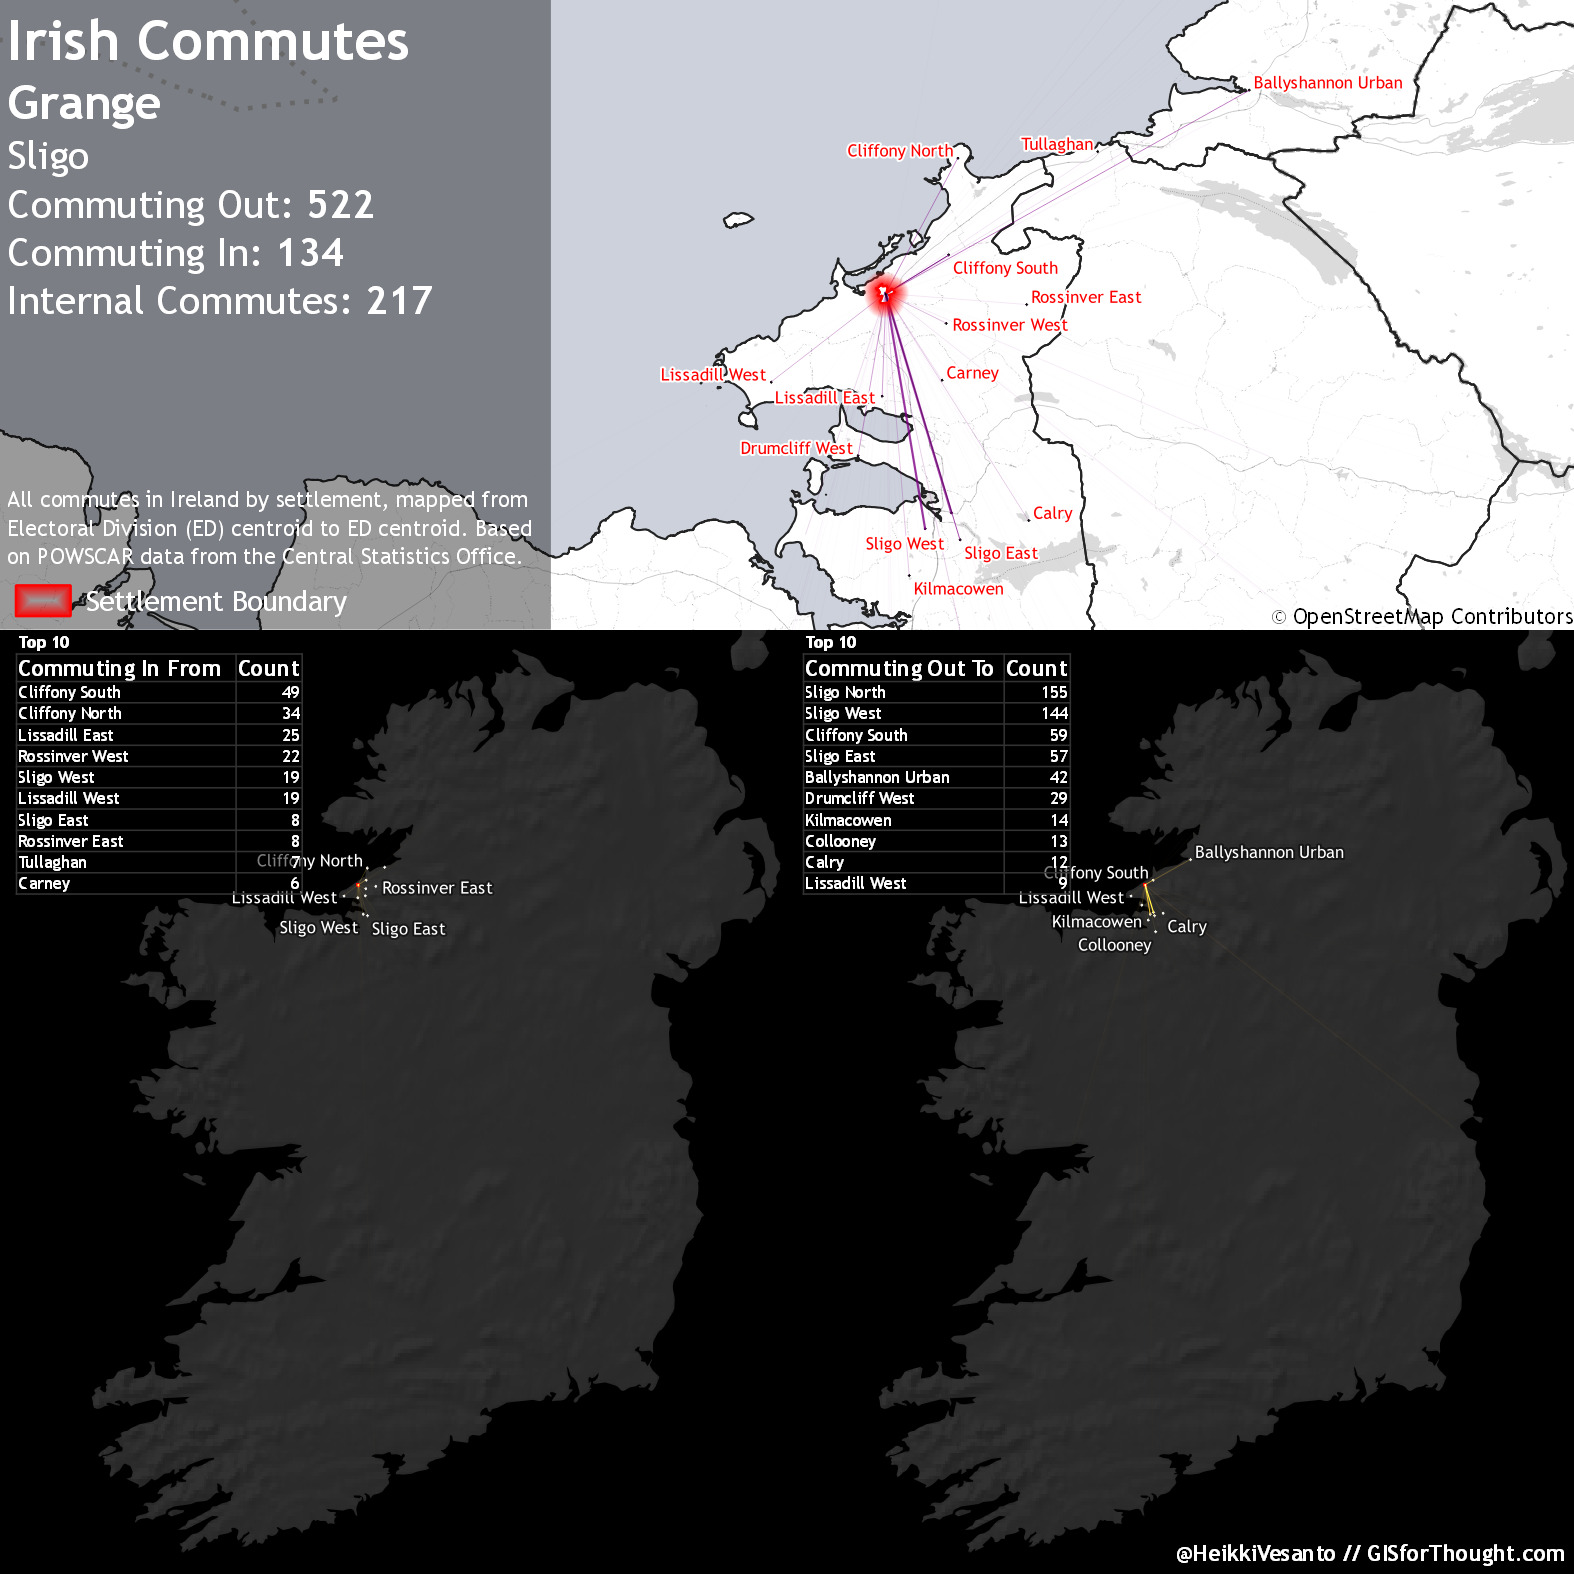 Irish Commutes
Grange
Sligo
Commuting Out: 522
Commuting In: 134
Internal Commutes: 217
All commutes in Ireland by settlement, mapped from
Electoral Division (ED) centroid to ED centroid. Based
on POWSCAR data from the Central Statistics Office.
Settlement Boundary
Ballyshannon Urban
Tullaghan
Cliffony North
Cliffony South
Rossinver East
Rossinver West
Lissadill West
Carney
Lissadill East
Drumcliff West
Calry
Sligo West
Sligo East
Kilmacowen
© OpenStreetMap Contributors
Top 10
Commuting In From Count
Cliffony South 49
Cliffony North 34
Lissadill East 25
Rossinver West 22
Sligo West 19
Lissadill West 19
Sligo East 8
Rossinver East 8
Tullaghan 7
Carney 6
Cliffony North
Rossinver East
Lissadill West
Sligo West
Sligo East
Top 10
Commuting Out To Count
Sligo North 155
Sligo West 144
Cliffony South 59
Sligo East 57
Ballyshannon Urban 42
Drumcliff West 29
Kilmacowen 14
Collooney 13
Calry 12
Lissadill West 9
Ballyshannon Urban
Cliffony South
Lissadill West
Kilmacowen
Calry
Collooney
@HeikkiVesanto // GISforThought.com